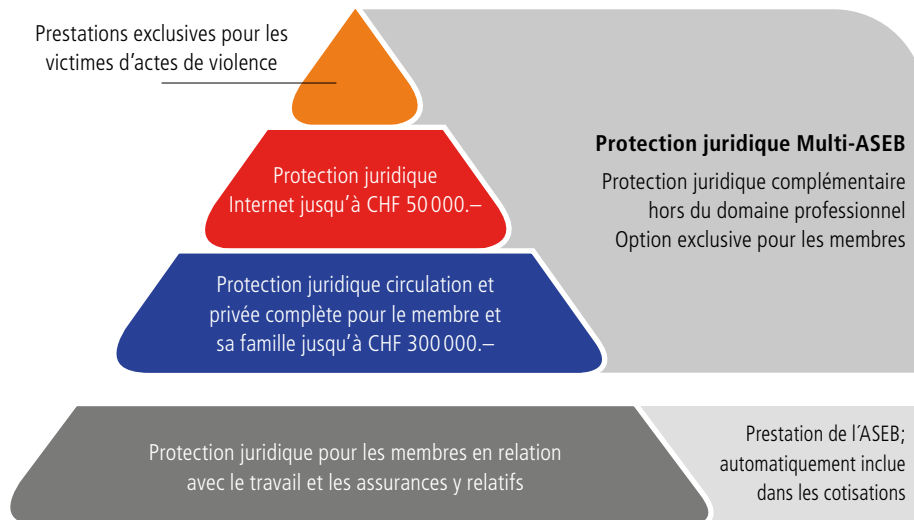 Prestations exclusives pour les
victimes d’actes de violence
Protection juridique
Internet jusqu’à CHF 50 000.–
Protection juridique circulation et
privée complète pour le membre et
sa famille jusqu’à CHF 300 000.–
Protection juridique Multi-ASEB
Protection juridique complémentaire
hors du domaine professionnel
Option exclusive pour les membres
Protection juridique pour les membres en relation
avec le travail et les assurances y relatifs
Prestation de l´ASEB;
automatiquement inclue
dans les cotisations